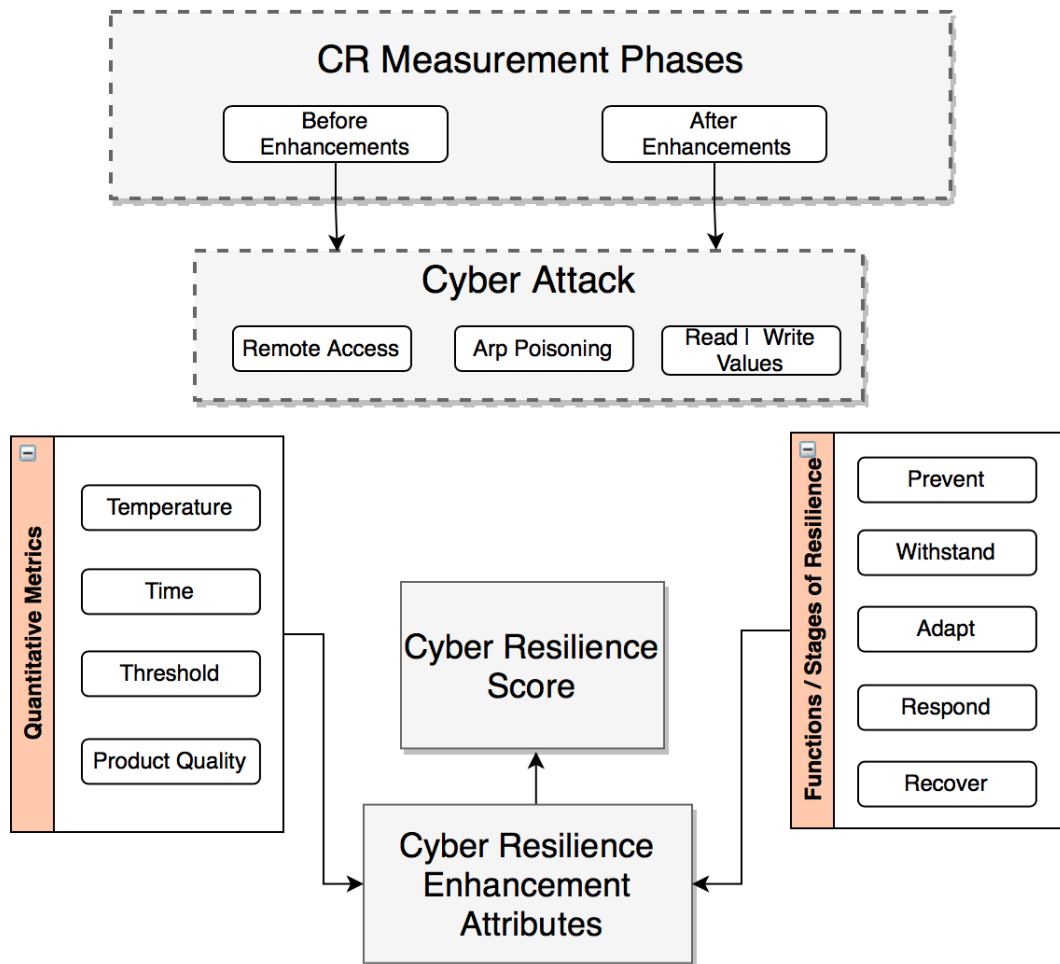 CR Measurement Phases
Before
Enhancements
After
Enhancements
Cyber Attack
Remote Access
Arp Poisoning
Read | Write
Values
Quantitative Metrics
Temperature
Time
Threshold
Product Quality
Cyber Resilience
Score
Cyber Resilience
Enhancement
Attributes
Functions / Stages of Resilience
Prevent
Withstand
Adapt
Respond
Recover